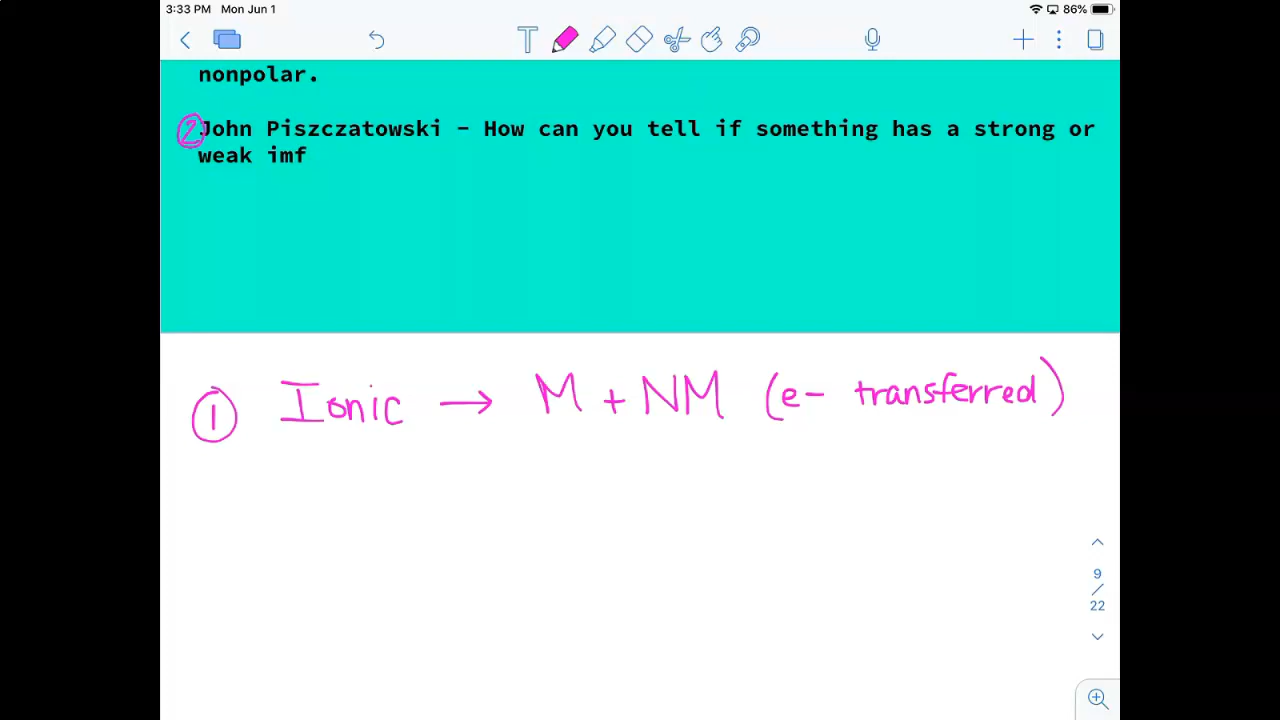 3:33 PM Mon Jun 1
86%
T
nonpolar.
② John Piszczatowski - How can you tell if something has a strong or
weak imf
① Ionic → M + NM (e- transferred)
9
/
22